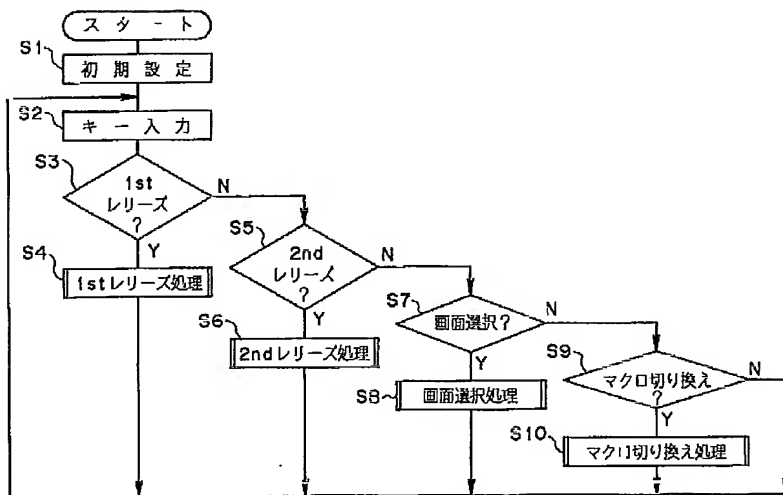 スタート
S1
初期設定
S2
キー入力
S3
1st
レリーズ
?
N
Y
S4
1stレリーズ処理
S5
2nd
レリーズ
?
N
Y
S6
2ndレリーズ処理
S7
画面選択?
N
Y
S8
画面選択処理
S9
マクロ切り換え
?
N
Y
S10
マクロ切り換え処理